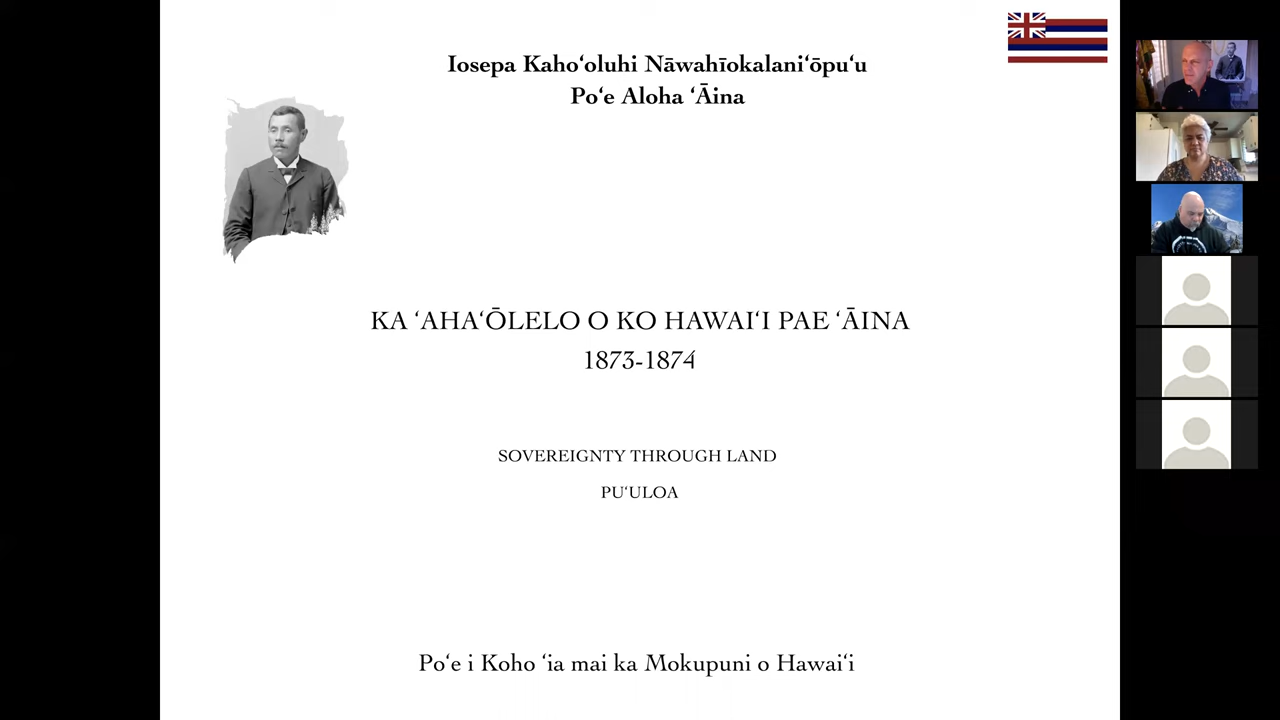 Iosepa Kahoʻoluhi Nāwahīokalaniʻōpuʻu
Poʻe Aloha ʻĀina
KA ʻAHAʻŌLELO O KO HAWAIʻI PAE ʻĀINA
1873-1874
SOVEREIGNTY THROUGH LAND
PUʻULOA
Poʻe i Koho ʻia mai ka Mokupuni o Hawaiʻi